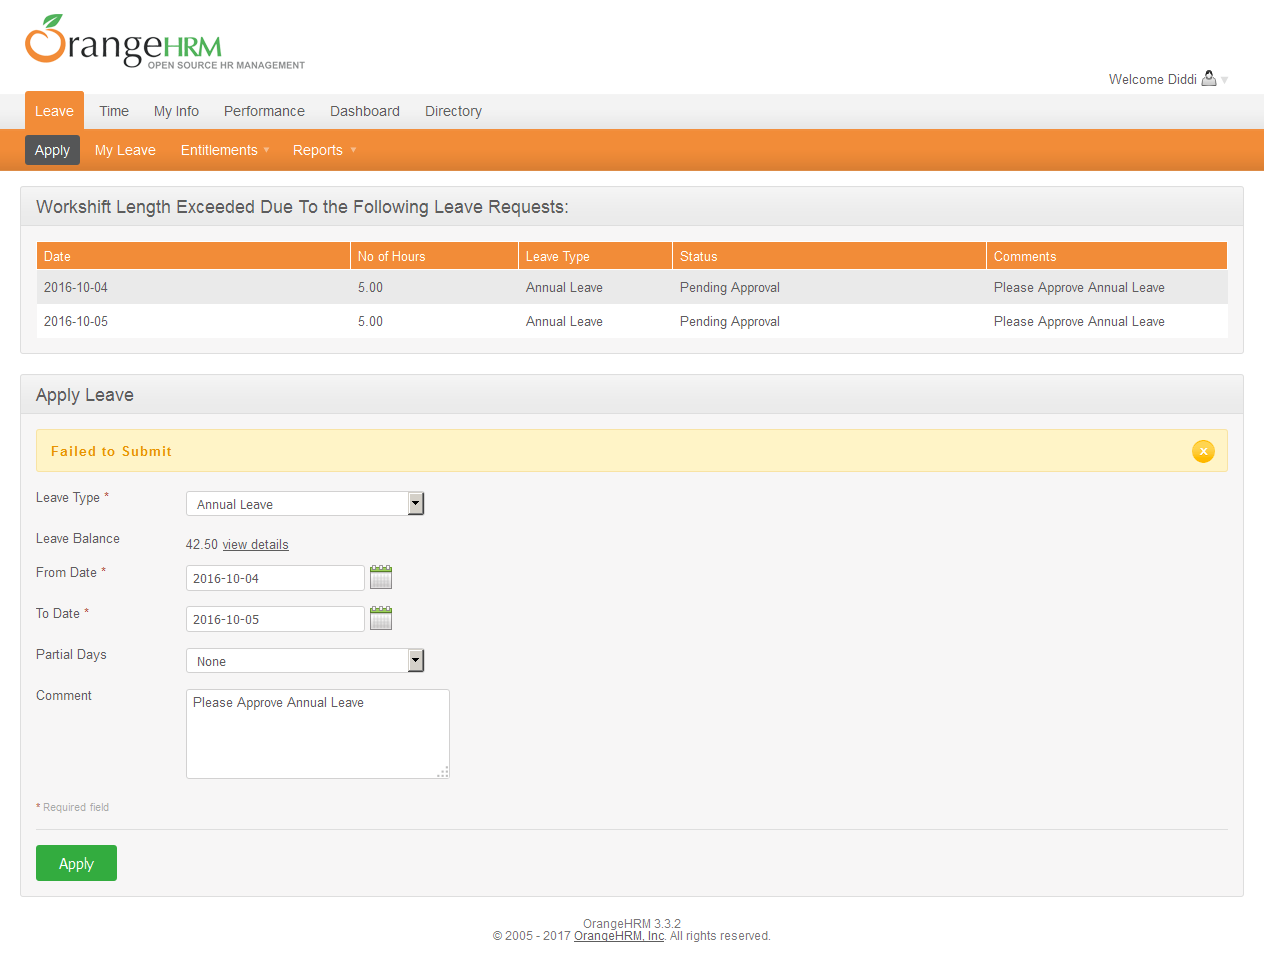 OrangeHRM
OPEN SOURCE HR MANAGEMENT
Welcome Diddi
Leave Time My Info Performance Dashboard Directory
Apply My Leave Entitlements Reports
Workshift Length Exceeded Due To the Following Leave Requests:
Date No of Hours Leave Type Status Comments
2016-10-04 5.00 Annual Leave Pending Approval Please Approve Annual Leave
2016-10-05 5.00 Annual Leave Pending Approval Please Approve Annual Leave
Apply Leave
Failed to Submit
Leave Type * Annual Leave
Leave Balance 42.50 view details
From Date * 2016-10-04
To Date * 2016-10-05
Partial Days None
Comment Please Approve Annual Leave
* Required field
Apply
OrangeHRM 3.3.2
© 2005 - 2017 OrangeHRM, Inc. All rights reserved.